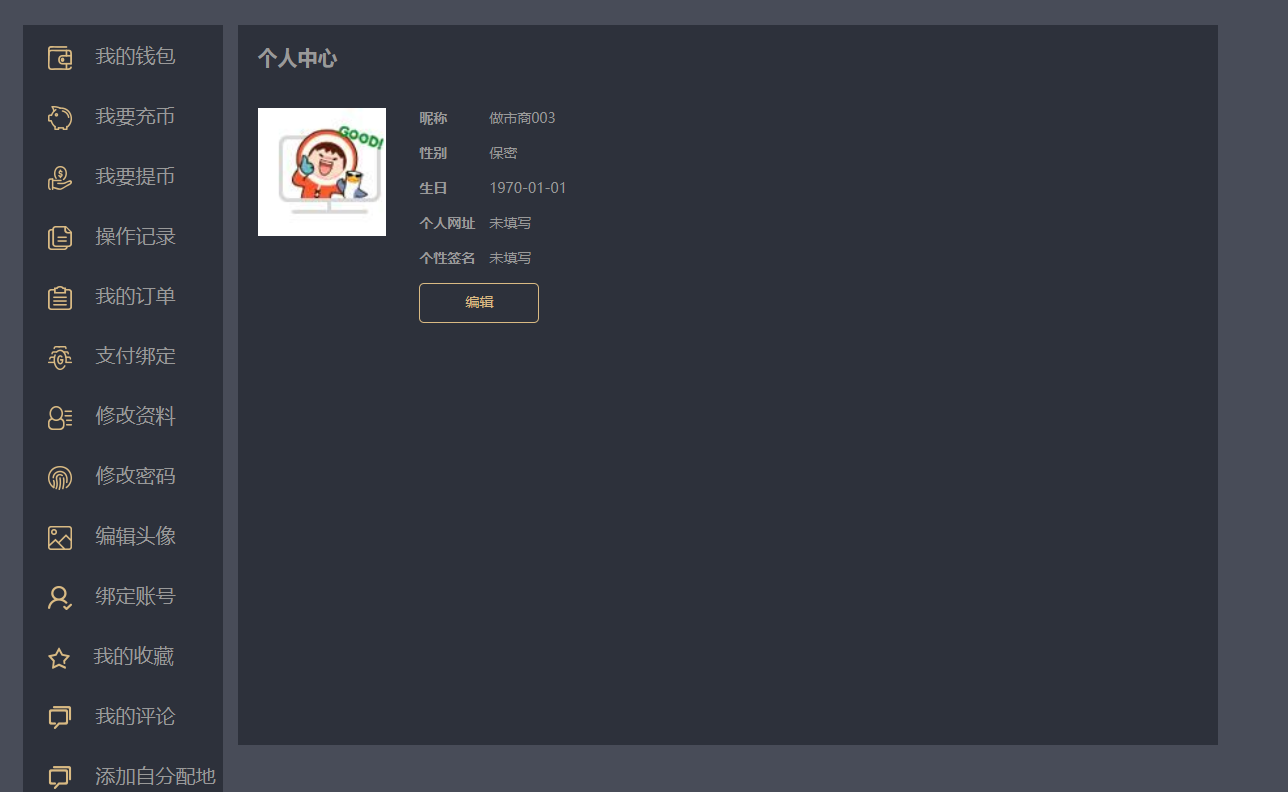 我的钱包
我要充币
我要提币
操作记录
我的订单
支付绑定
修改资料
修改密码
编辑头像
绑定账号
我的收藏
我的评论
添加自分配地
个人中心
GOOD!
昵称 做市商003
性别 保密
生日 1970-01-01
个人网址 未填写
个性签名 未填写
编辑